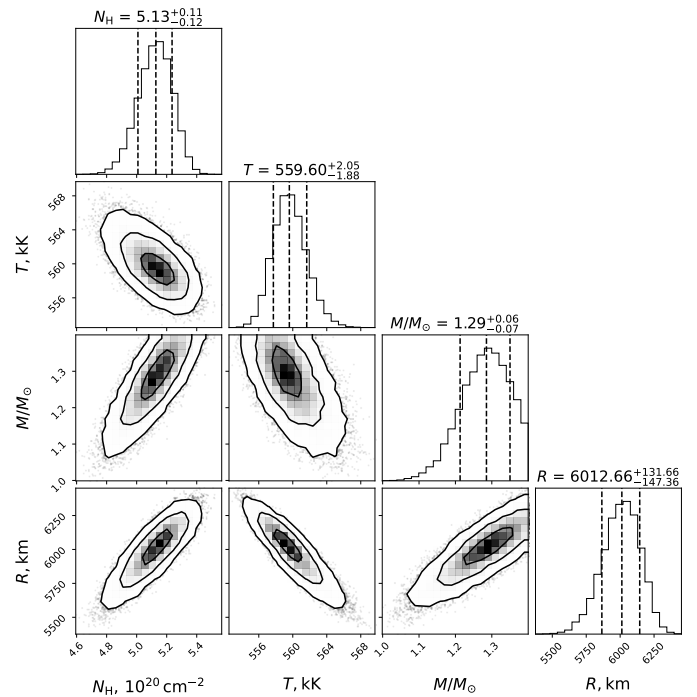 N_H = 5.13^{+0.11}_{−0.12}
T = 559.60^{+2.05}_{−1.88}
M/M⊙ = 1.29^{+0.06}_{−0.07}
R = 6012.66^{+131.66}_{−147.36}
T, kK
568
564
560
556
M/M⊙
1.3
1.2
1.1
1.0
R, km
6250
6000
5750
5500
4.6 4.8 5.0 5.2 5.4
556 560 564 568
1.0 1.1 1.2 1.3
5500 5750 6000 6250
N_H, 10^{20} cm^{−2}
T, kK
M/M⊙
R, km